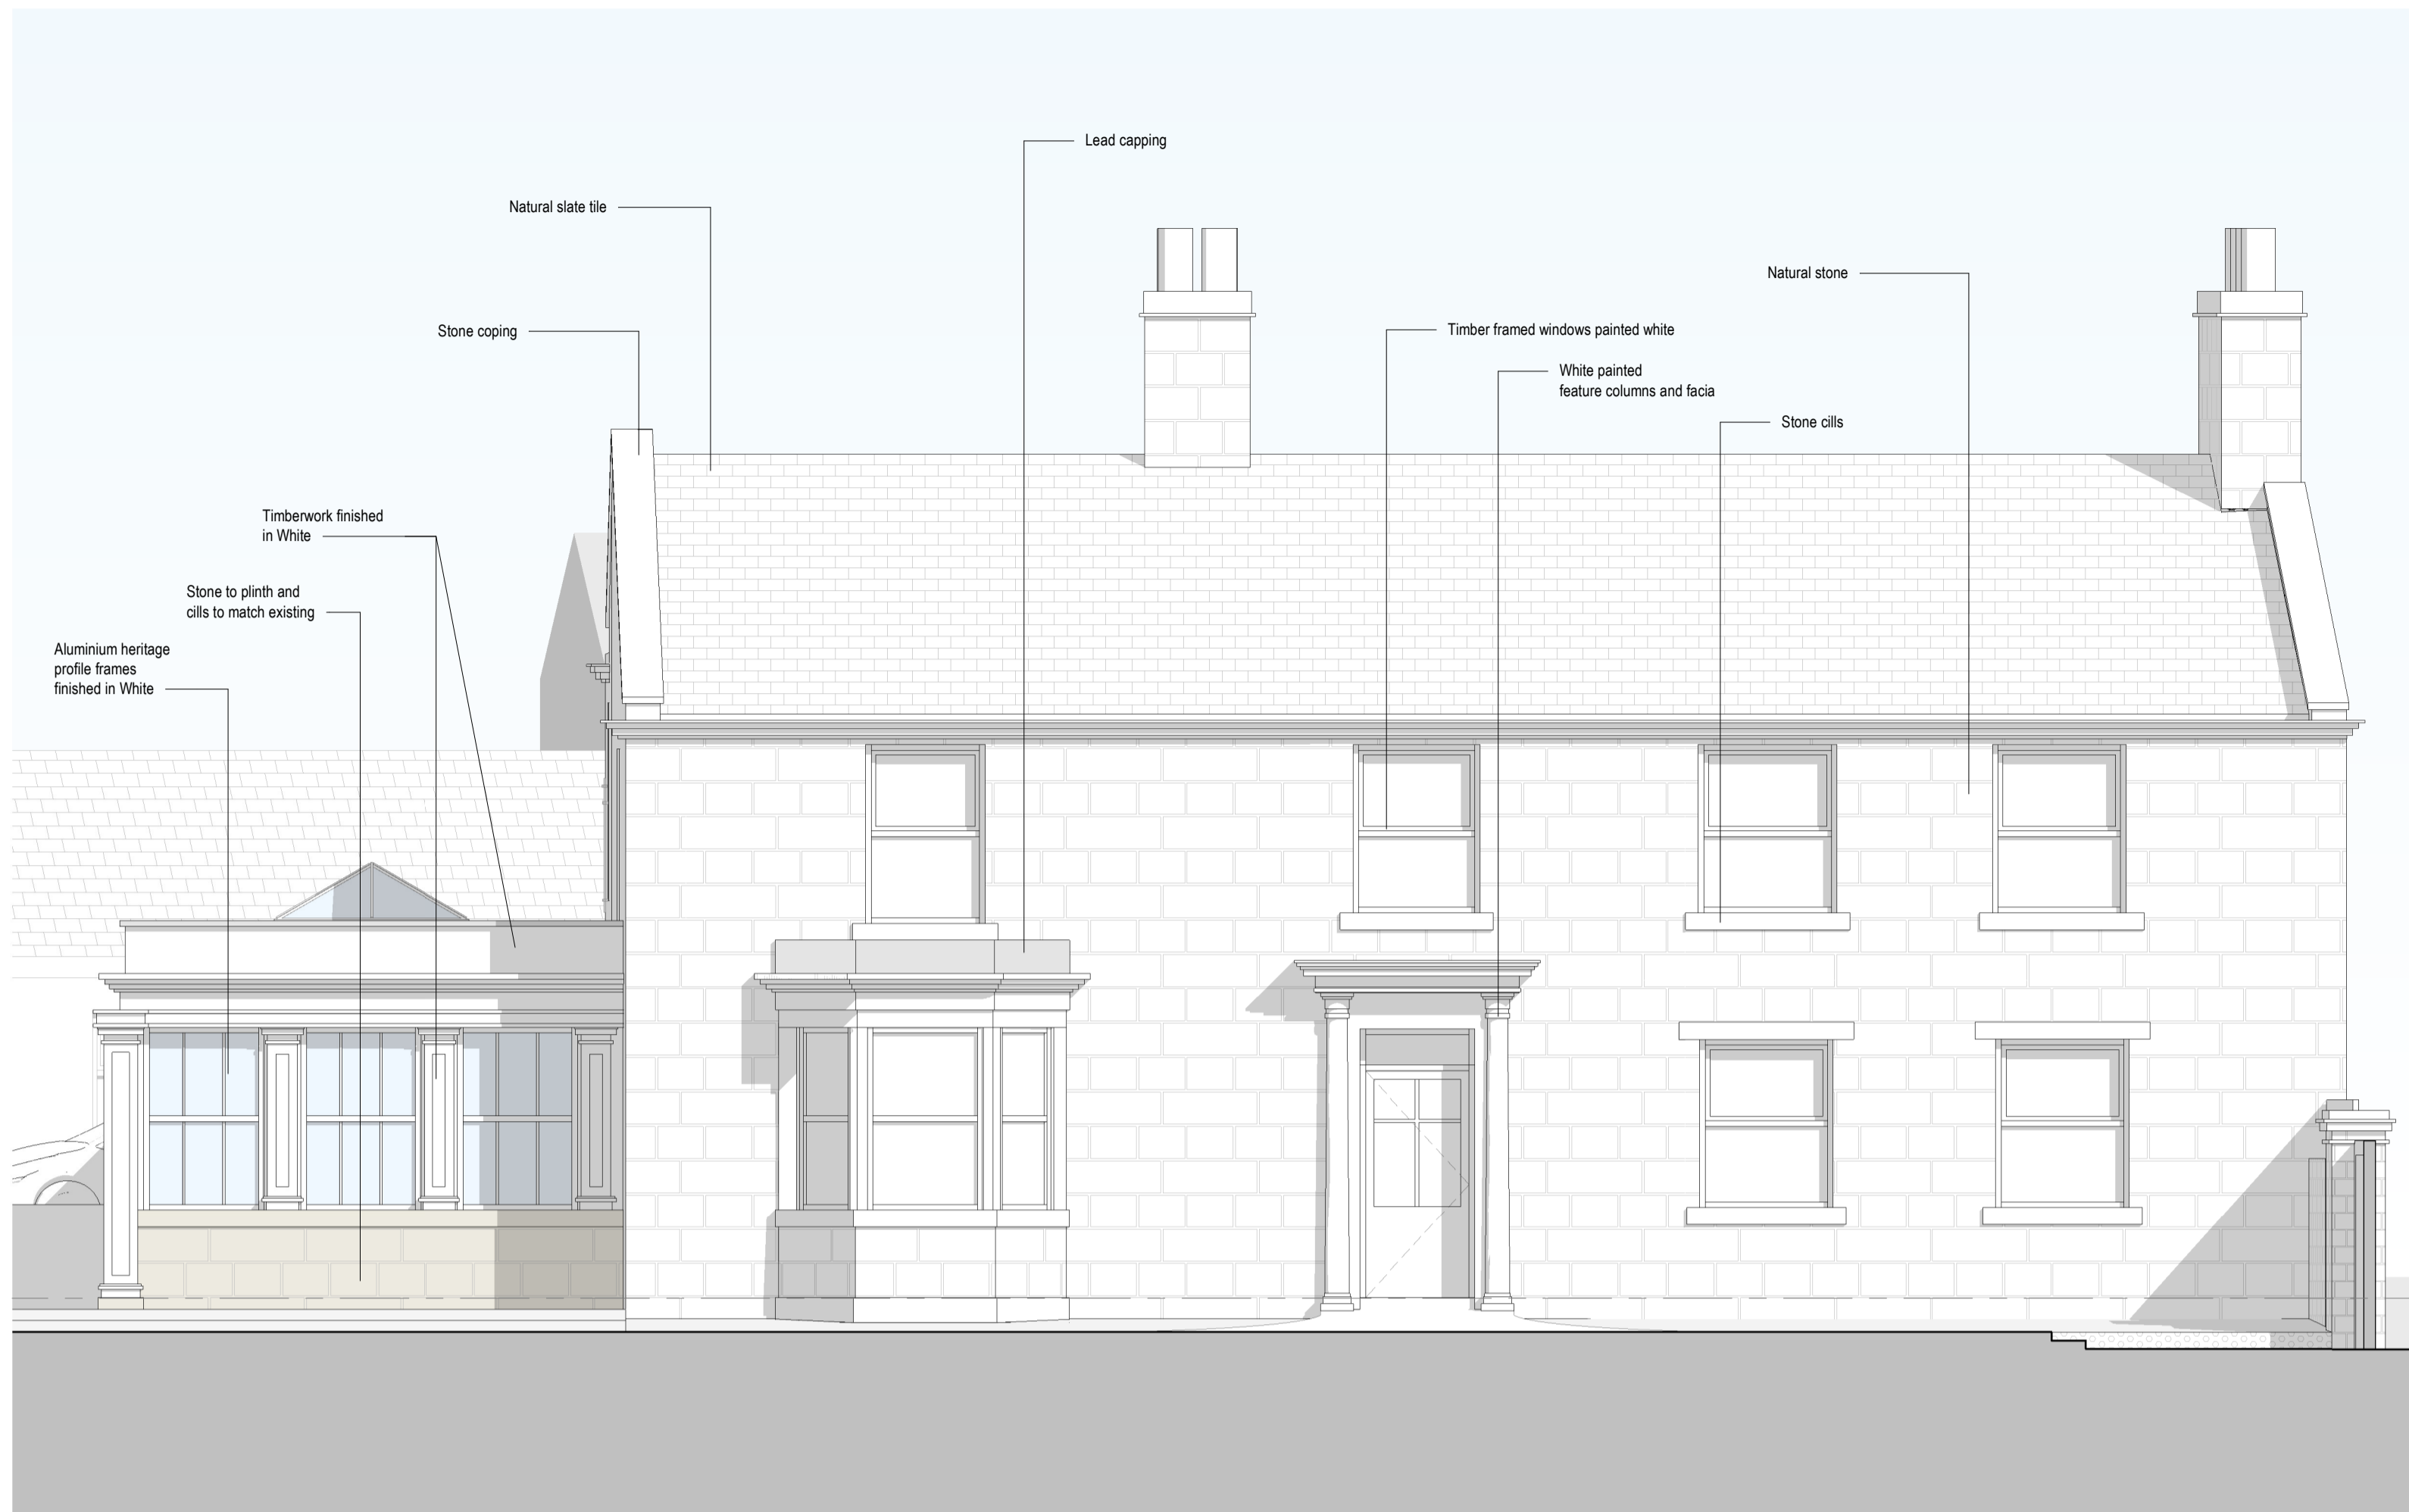 Lead capping
Natural slate tile
Natural stone
Stone coping
Timber framed windows painted white
White painted
feature columns and facia
Stone cills
Timberwork finished
in White
Stone to plinth and
cills to match existing
Aluminium heritage
profile frames
finished in White